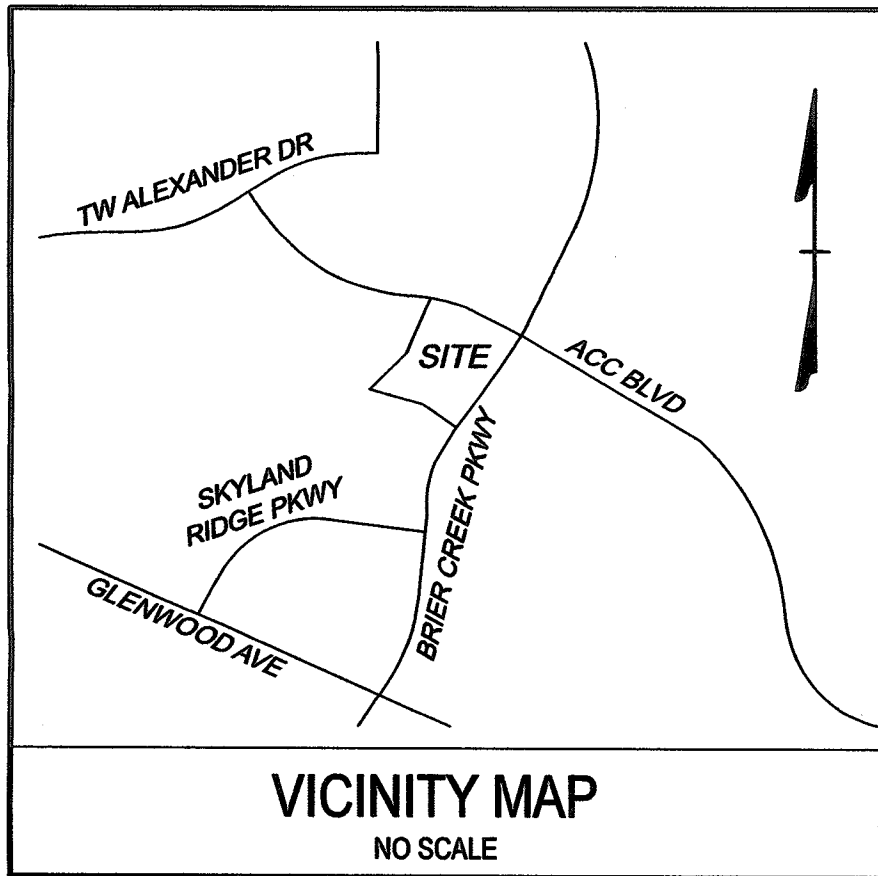 TW ALEXANDER DR
SITE
ACC BLVD
BRIER CREEK PKWY
SKYLAND
RIDGE PKWY
GLENWOOD AVE
VICINITY MAP
NO SCALE